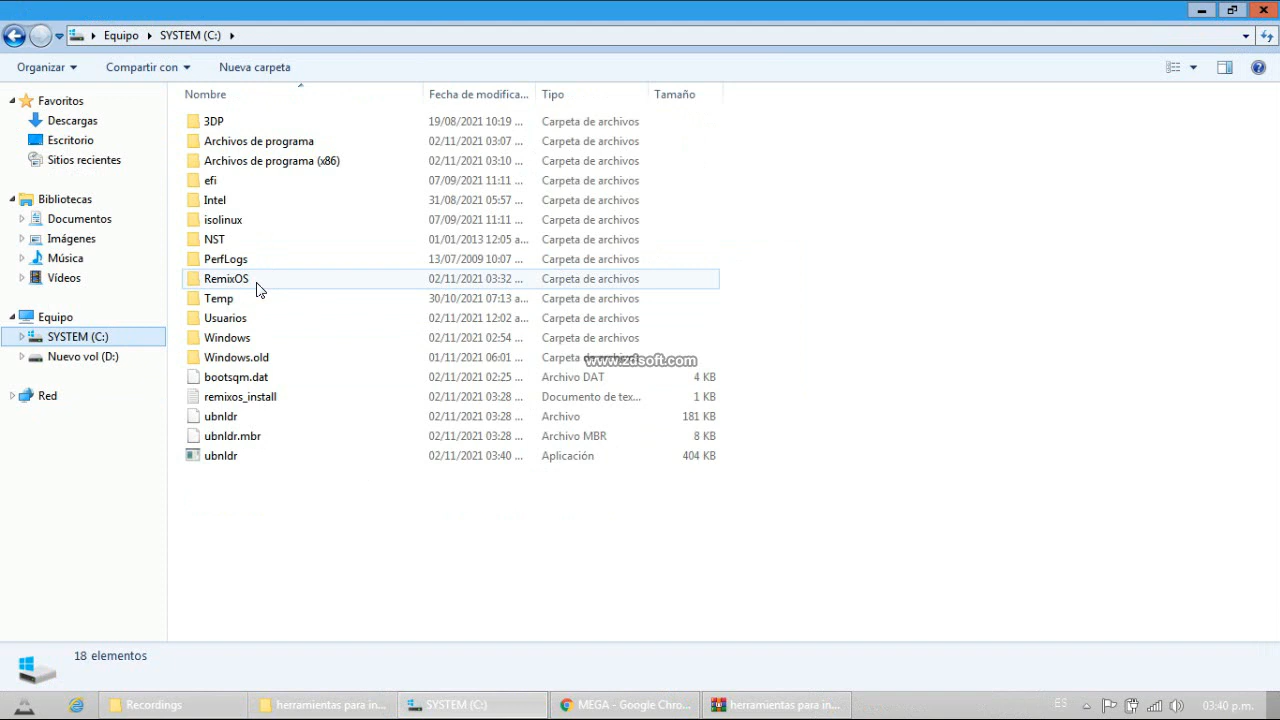 Equipo SYSTEM (C:)
Organizar Compartir con Nueva carpeta
Nombre Fecha de modifica... Tipo Tamaño
Favoritos
Descargas
Escritorio
Sitios recientes
Bibliotecas
Documentos
Imágenes
Música
Vídeos
Equipo
SYSTEM (C:)
Nuevo vol (D:)
Red
3DP 19/08/2021 10:19 ... Carpeta de archivos
Archivos de programa 02/11/2021 03:07 ... Carpeta de archivos
Archivos de programa (x86) 02/11/2021 03:10 ... Carpeta de archivos
efi 07/09/2021 11:11 ... Carpeta de archivos
Intel 31/08/2021 05:57 ... Carpeta de archivos
isolinux 07/09/2021 11:11 ... Carpeta de archivos
NST 01/01/2013 12:05 a... Carpeta de archivos
PerfLogs 13/07/2009 10:07 ... Carpeta de archivos
RemixOS 02/11/2021 03:32 ... Carpeta de archivos
Temp 30/10/2021 07:13 a... Carpeta de archivos
Usuarios 02/11/2021 12:02 a... Carpeta de archivos
Windows 02/11/2021 02:54 ... Carpeta de archivos
Windows.old 01/11/2021 06:01 ... Carpeta de archivos
www.zdsoft.com
bootsqm.dat 02/11/2021 02:25 ... Archivo DAT 4 KB
remixos_install 02/11/2021 03:28 ... Documento de tex... 1 KB
ubnldr 02/11/2021 03:28 ... Archivo 181 KB
ubnldr.mbr 02/11/2021 03:28 ... Archivo MBR 8 KB
ubnldr 02/11/2021 03:40 ... Aplicación 404 KB
18 elementos
Recordings herramientas para in... SYSTEM (C:) MEGA - Google Chro... herramientas para in... ES 03:40 p.m.